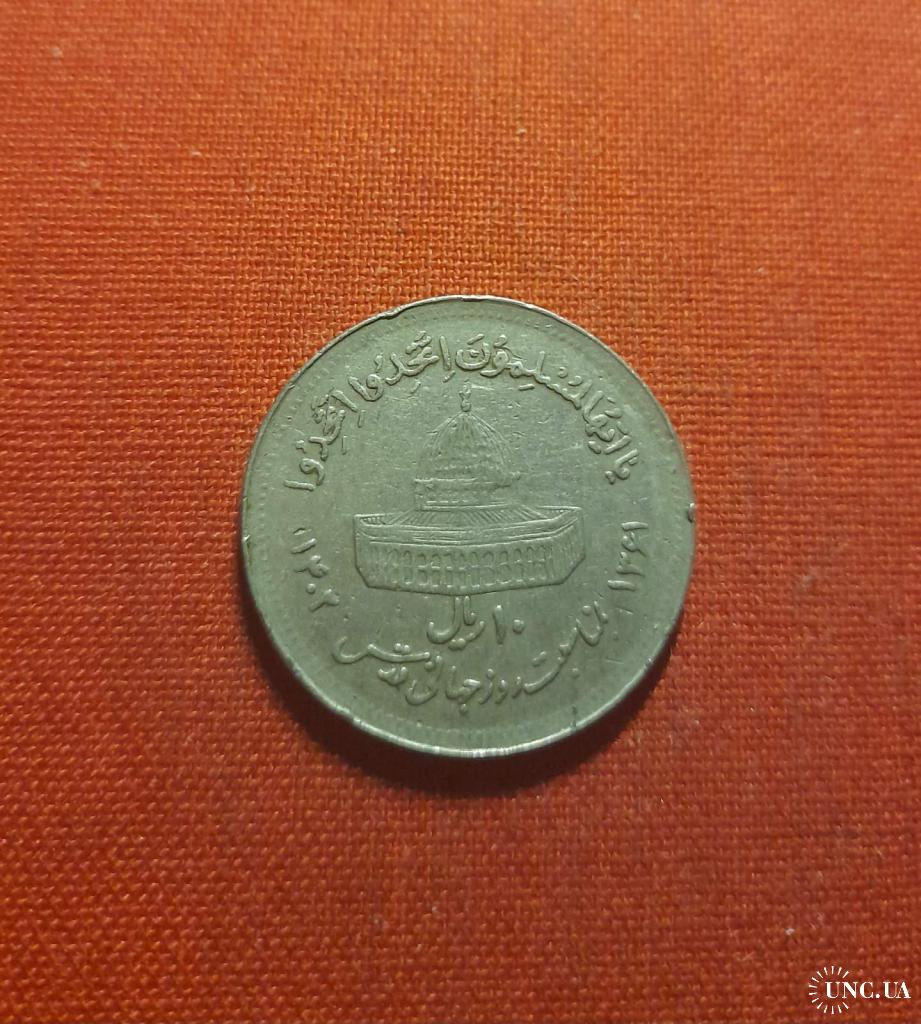 یا ایها المسلمون اتحدوا اتحدوا
۱۳۶۱
۱۴۰۲
۱۰ ریال
بمناسبت روز جهانی قدس
UNC.UA